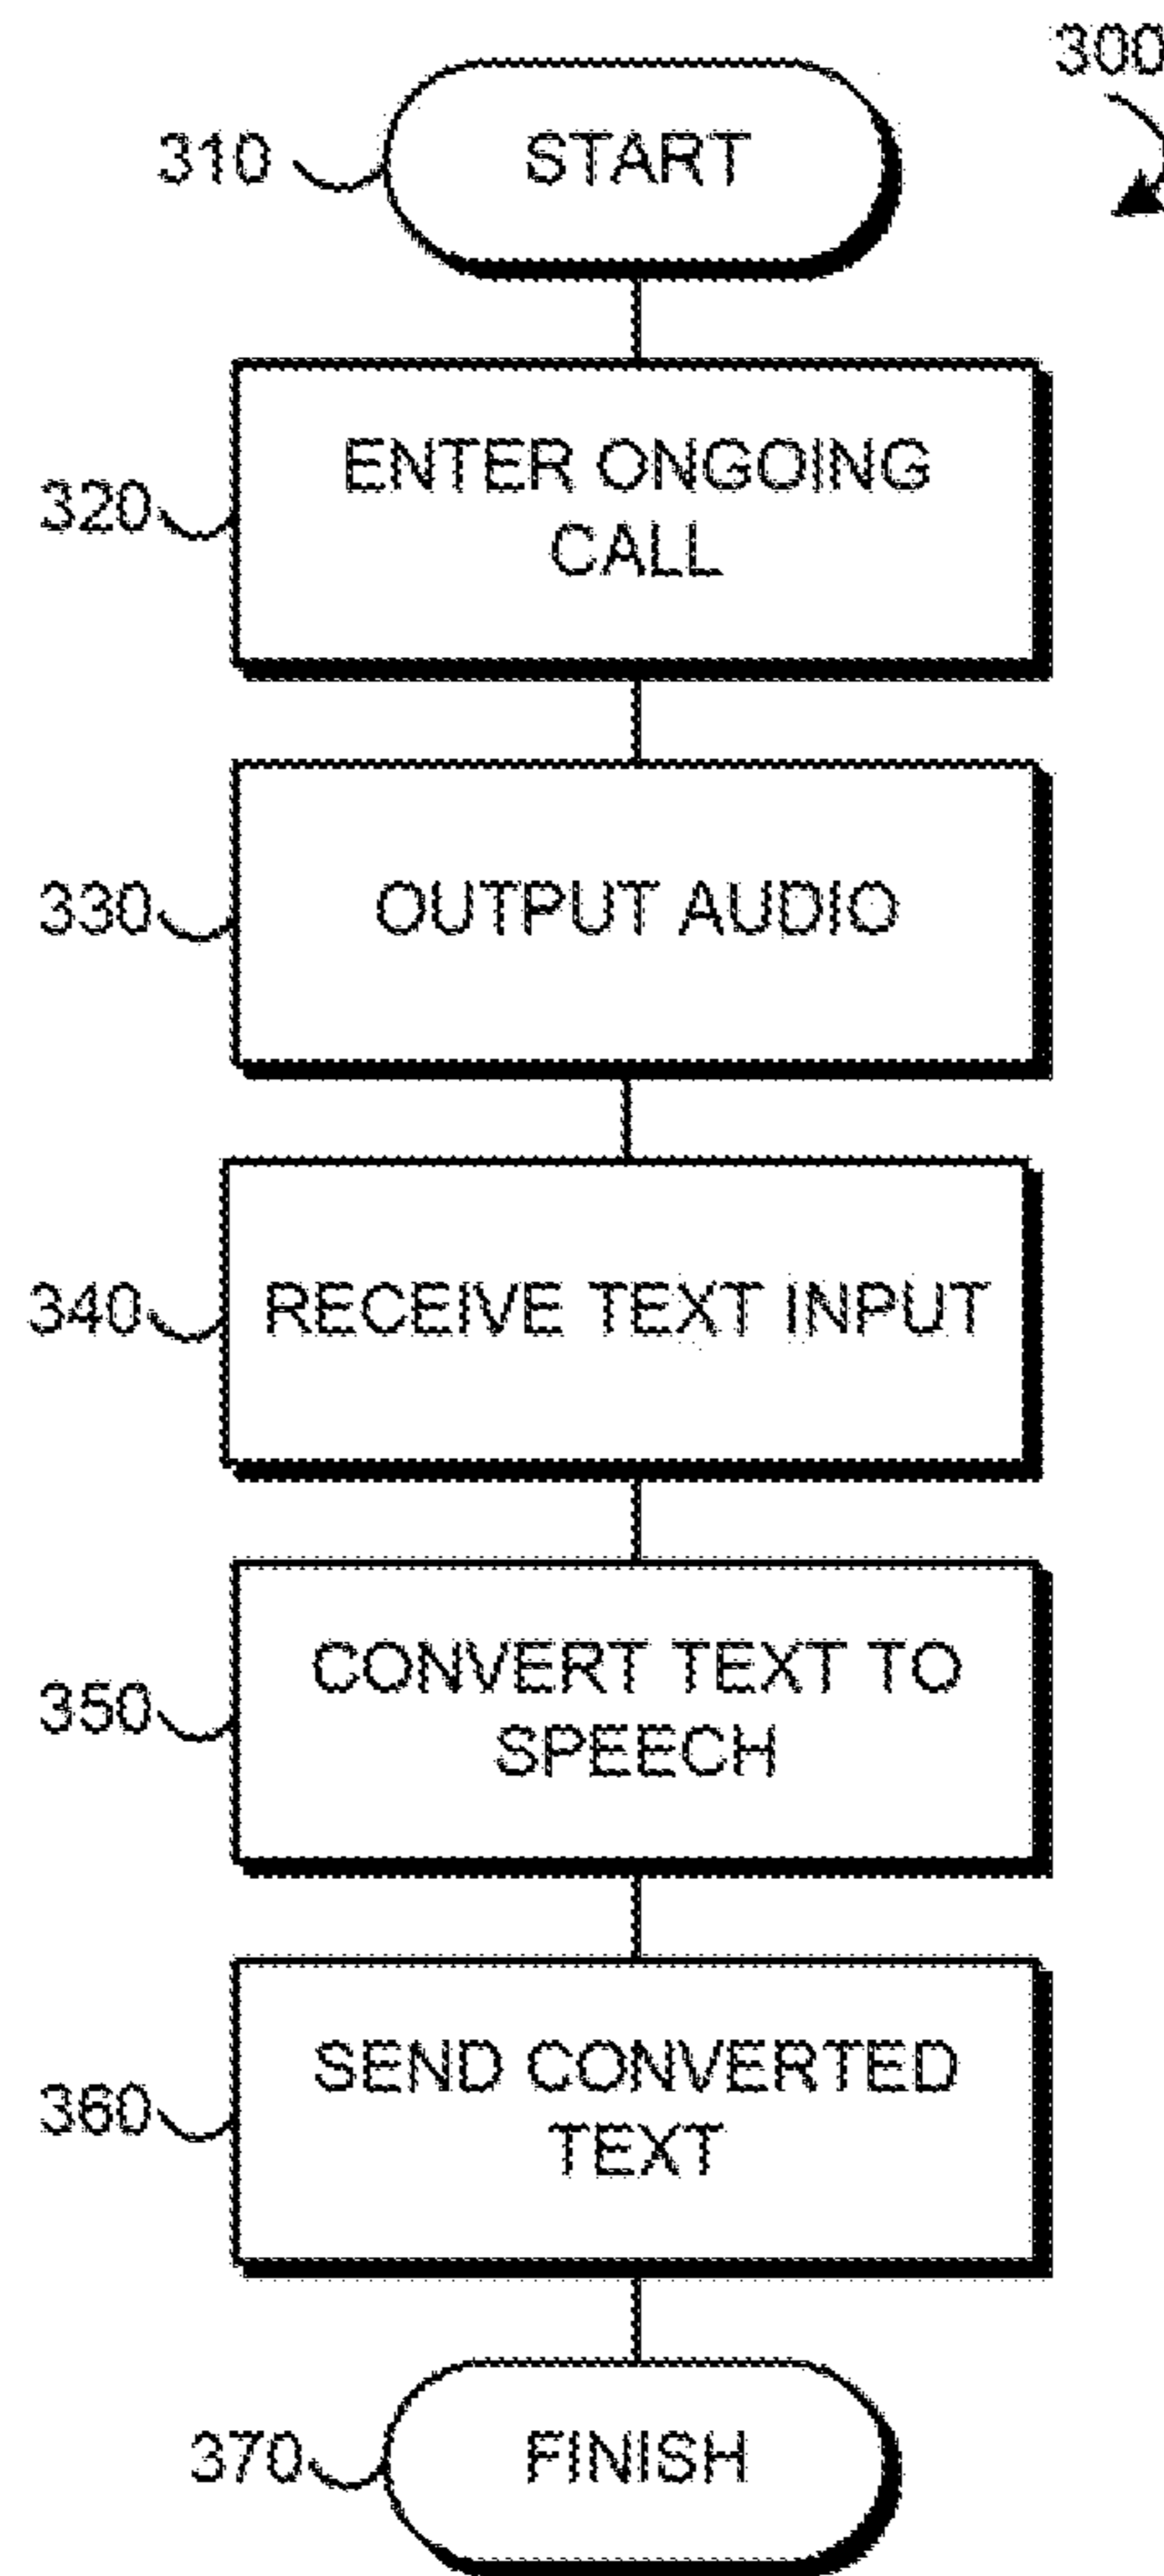 300
310 START
320 ENTER ONGOING
CALL
330 OUTPUT AUDIO
340 RECEIVE TEXT INPUT
350 CONVERT TEXT TO
SPEECH
360 SEND CONVERTED
TEXT
370 FINISH